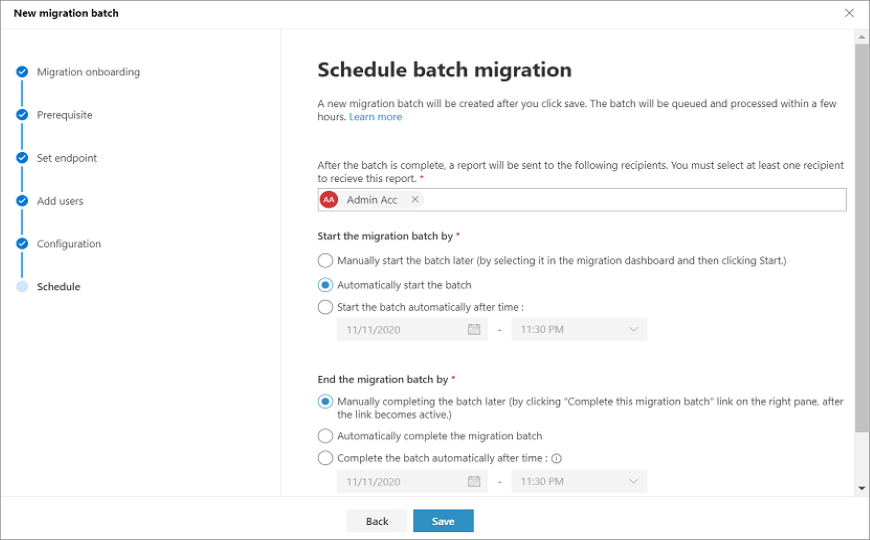 New migration batch
Migration onboarding
Prerequisite
Set endpoint
Add users
Configuration
Schedule
Schedule batch migration
A new migration batch will be created after you click save. The batch will be queued and processed within a few
hours. Learn more
After the batch is complete, a report will be sent to the following recipients. You must select at least one recipient
to recieve this report. *
AA Admin Acc
Start the migration batch by *
Manually start the batch later (by selecting it in the migration dashboard and then clicking Start.)
Automatically start the batch
Start the batch automatically after time :
11/11/2020 - 11:30 PM
End the migration batch by *
Manually completing the batch later (by clicking "Complete this migration batch" link on the right pane, after
the link becomes active.)
Automatically complete the migration batch
Complete the batch automatically after time :
11/11/2020 - 11:30 PM
Back Save